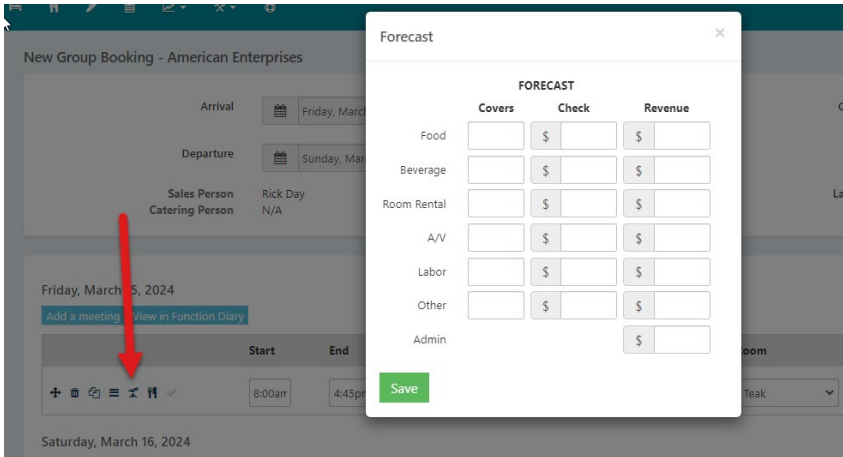 Forecast ×
New Group Booking - American Enterprises
FORECAST
Covers Check Revenue
Arrival Friday, March
Food $ $
Departure Sunday, Mar
Beverage $ $
Sales Person Rick Day
Catering Person N/A
Room Rental $ $
A/V $ $
Labor $ $
Friday, March 5, 2024
Other $ $
Add a meeting View in Function Diary
Admin $
Start End oom
Save
8:00am 4:45pm Teak
Saturday, March 16, 2024